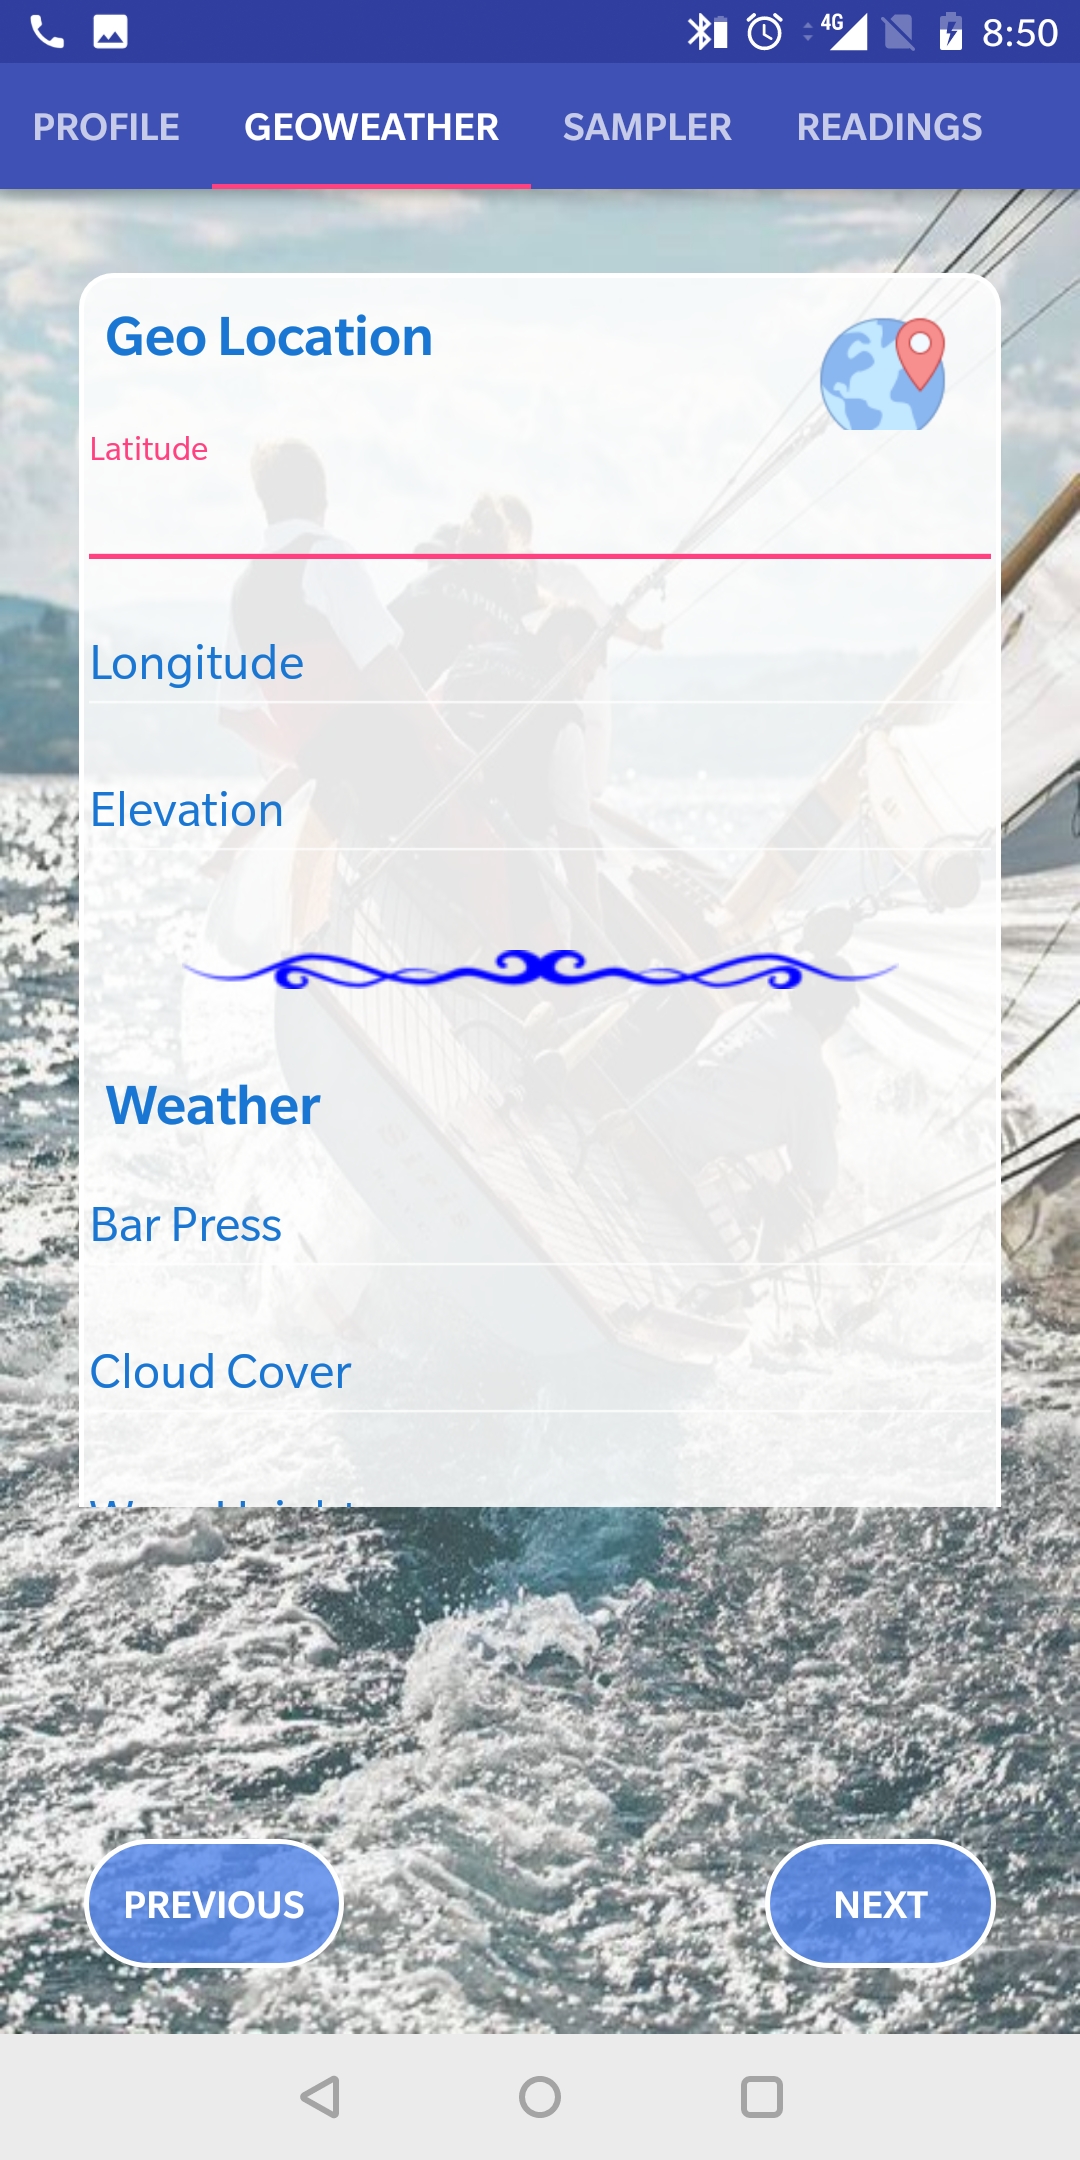 8:50
4G
PROFILE GEOWEATHER SAMPLER READINGS
Geo Location
Latitude
Longitude
Elevation
Weather
Bar Press
Cloud Cover
PREVIOUS NEXT